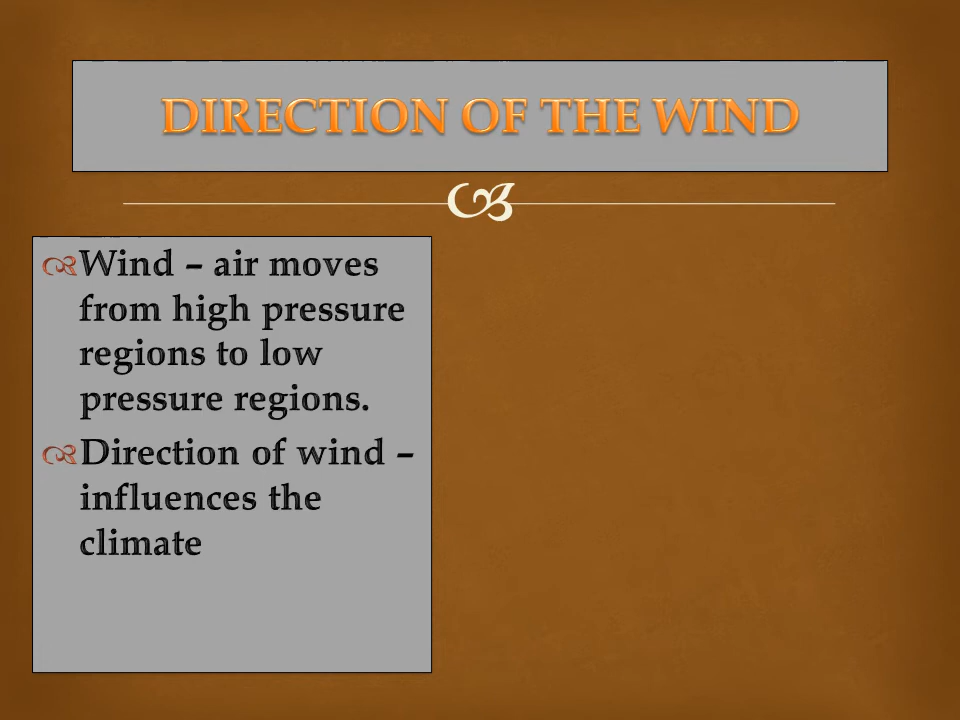 DIRECTION OF THE WIND
Wind – air moves
from high pressure
regions to low
pressure regions.
Direction of wind –
influences the
climate